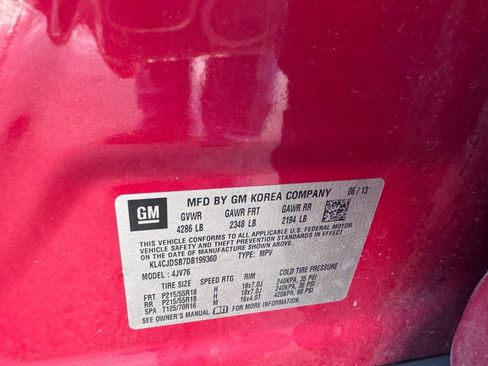 MFD BY GM KOREA COMPANY 06/13
GM
GVWR GAWR FRT GAWR RR
4286 LB 2348 LB 2194 LB
THIS VEHICLE CONFORMS TO ALL APPLICABLE U.S. FEDERAL MOTOR
VEHICLE SAFETY, BUMPER, AND THEFT PREVENTION STANDARDS IN
EFFECT ON THE DATE OF MANUFACTURE SHOWN ABOVE.
KL4CJDSB7DB199360 TYPE: MPV
MODEL : 4JV76
TIRE SIZE SPEED RTG RIM COLD TIRE PRESSURE
FRT P215/55R18 H 18x7.0J 240KPA, 35 PSI
RR P215/55R18 H 18x7.0J 240KPA, 35 PSI
SPA T125/70R16 M 16x4.0T 420KPA, 60 PSI
SEE OWNER'S MANUAL FOR ADDITIONAL INFORMATION